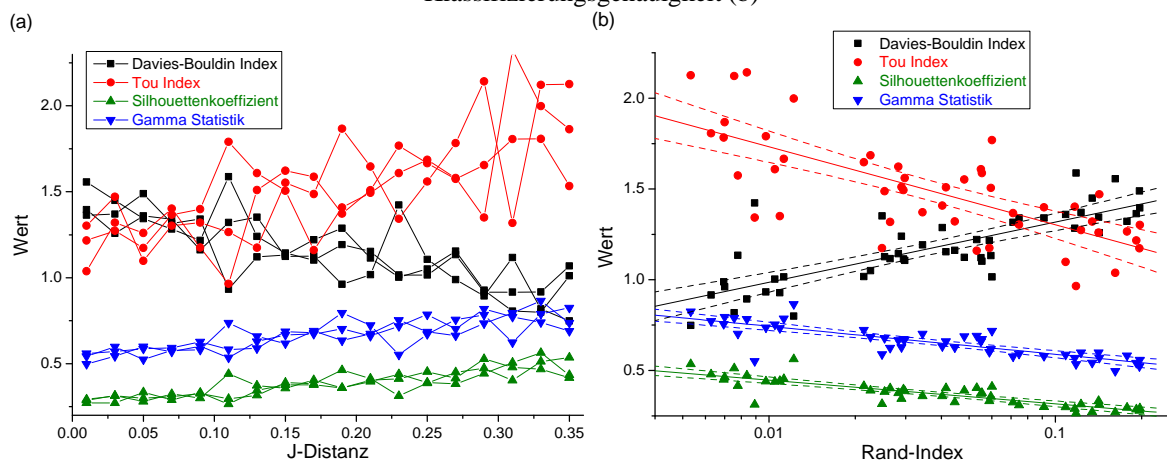 Klassifizierungsgenauigkeit (b)
(a)
Davies-Bouldin Index
Tou Index
Silhouettenkoeffizient
Gamma Statistik
2.0
1.5
1.0
0.5
Wert
0.00 0.05 0.10 0.15 0.20 0.25 0.30 0.35
J-Distanz
(b)
Davies-Bouldin Index
Tou Index
Silhouettenkoeffizient
Gamma Statistik
2.0
1.5
1.0
0.5
Wert
0.01 0.1
Rand-Index